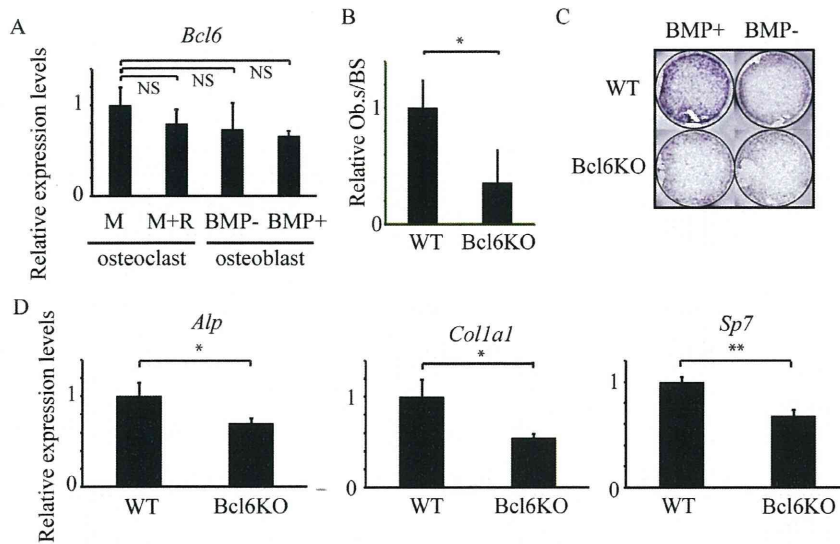 A
Bcl6
NS
NS
NS
Relative expression levels
1
0
M
M+R
BMP-
BMP+
osteoclast
osteoblast
B
*
Relative Ob.s/BS
1
0
WT
Bcl6KO
C
BMP+
BMP-
WT
Bcl6KO
D
Relative expression levels
Alp
*
1
0
WT
Bcl6KO
Col1a1
*
1
0
WT
Bcl6KO
Sp7
**
1
0
WT
Bcl6KO